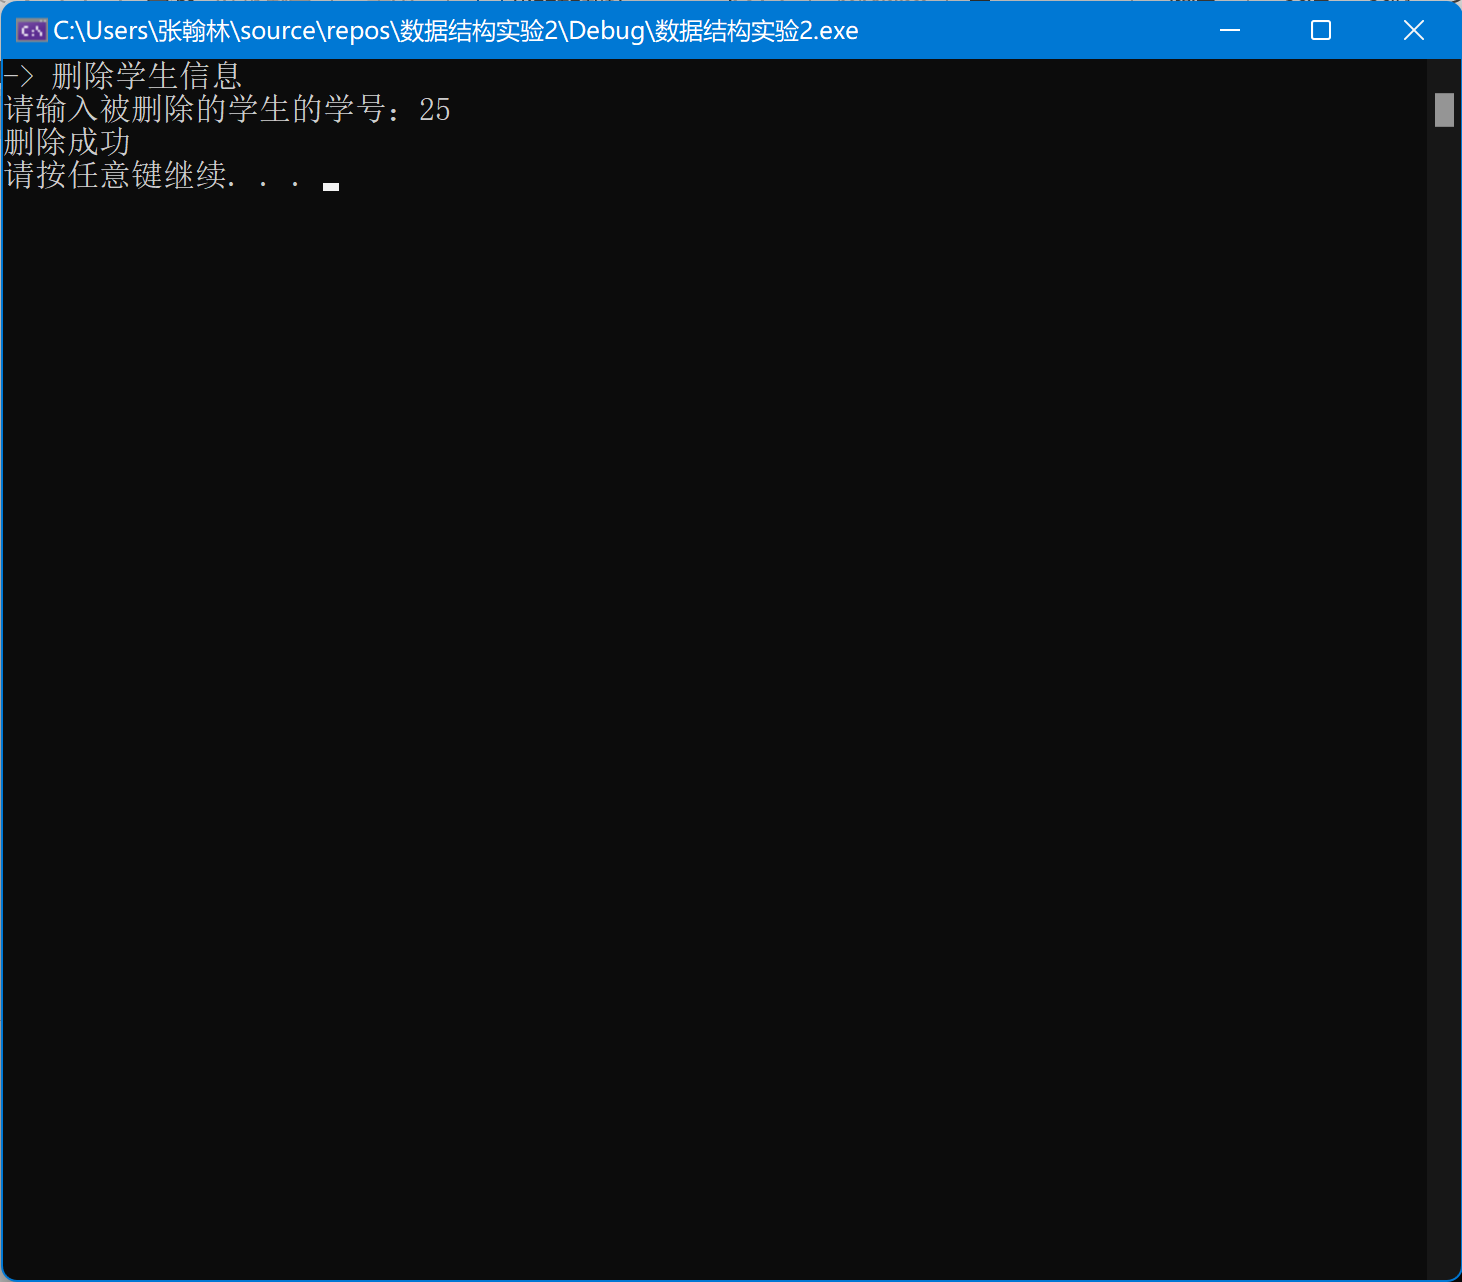 C:\Users\张翰林\source\repos\数据结构实验2\Debug\数据结构实验2.exe
-> 删除学生信息
请输入被删除的学生的学号：25
删除成功
请按任意键继续. . .